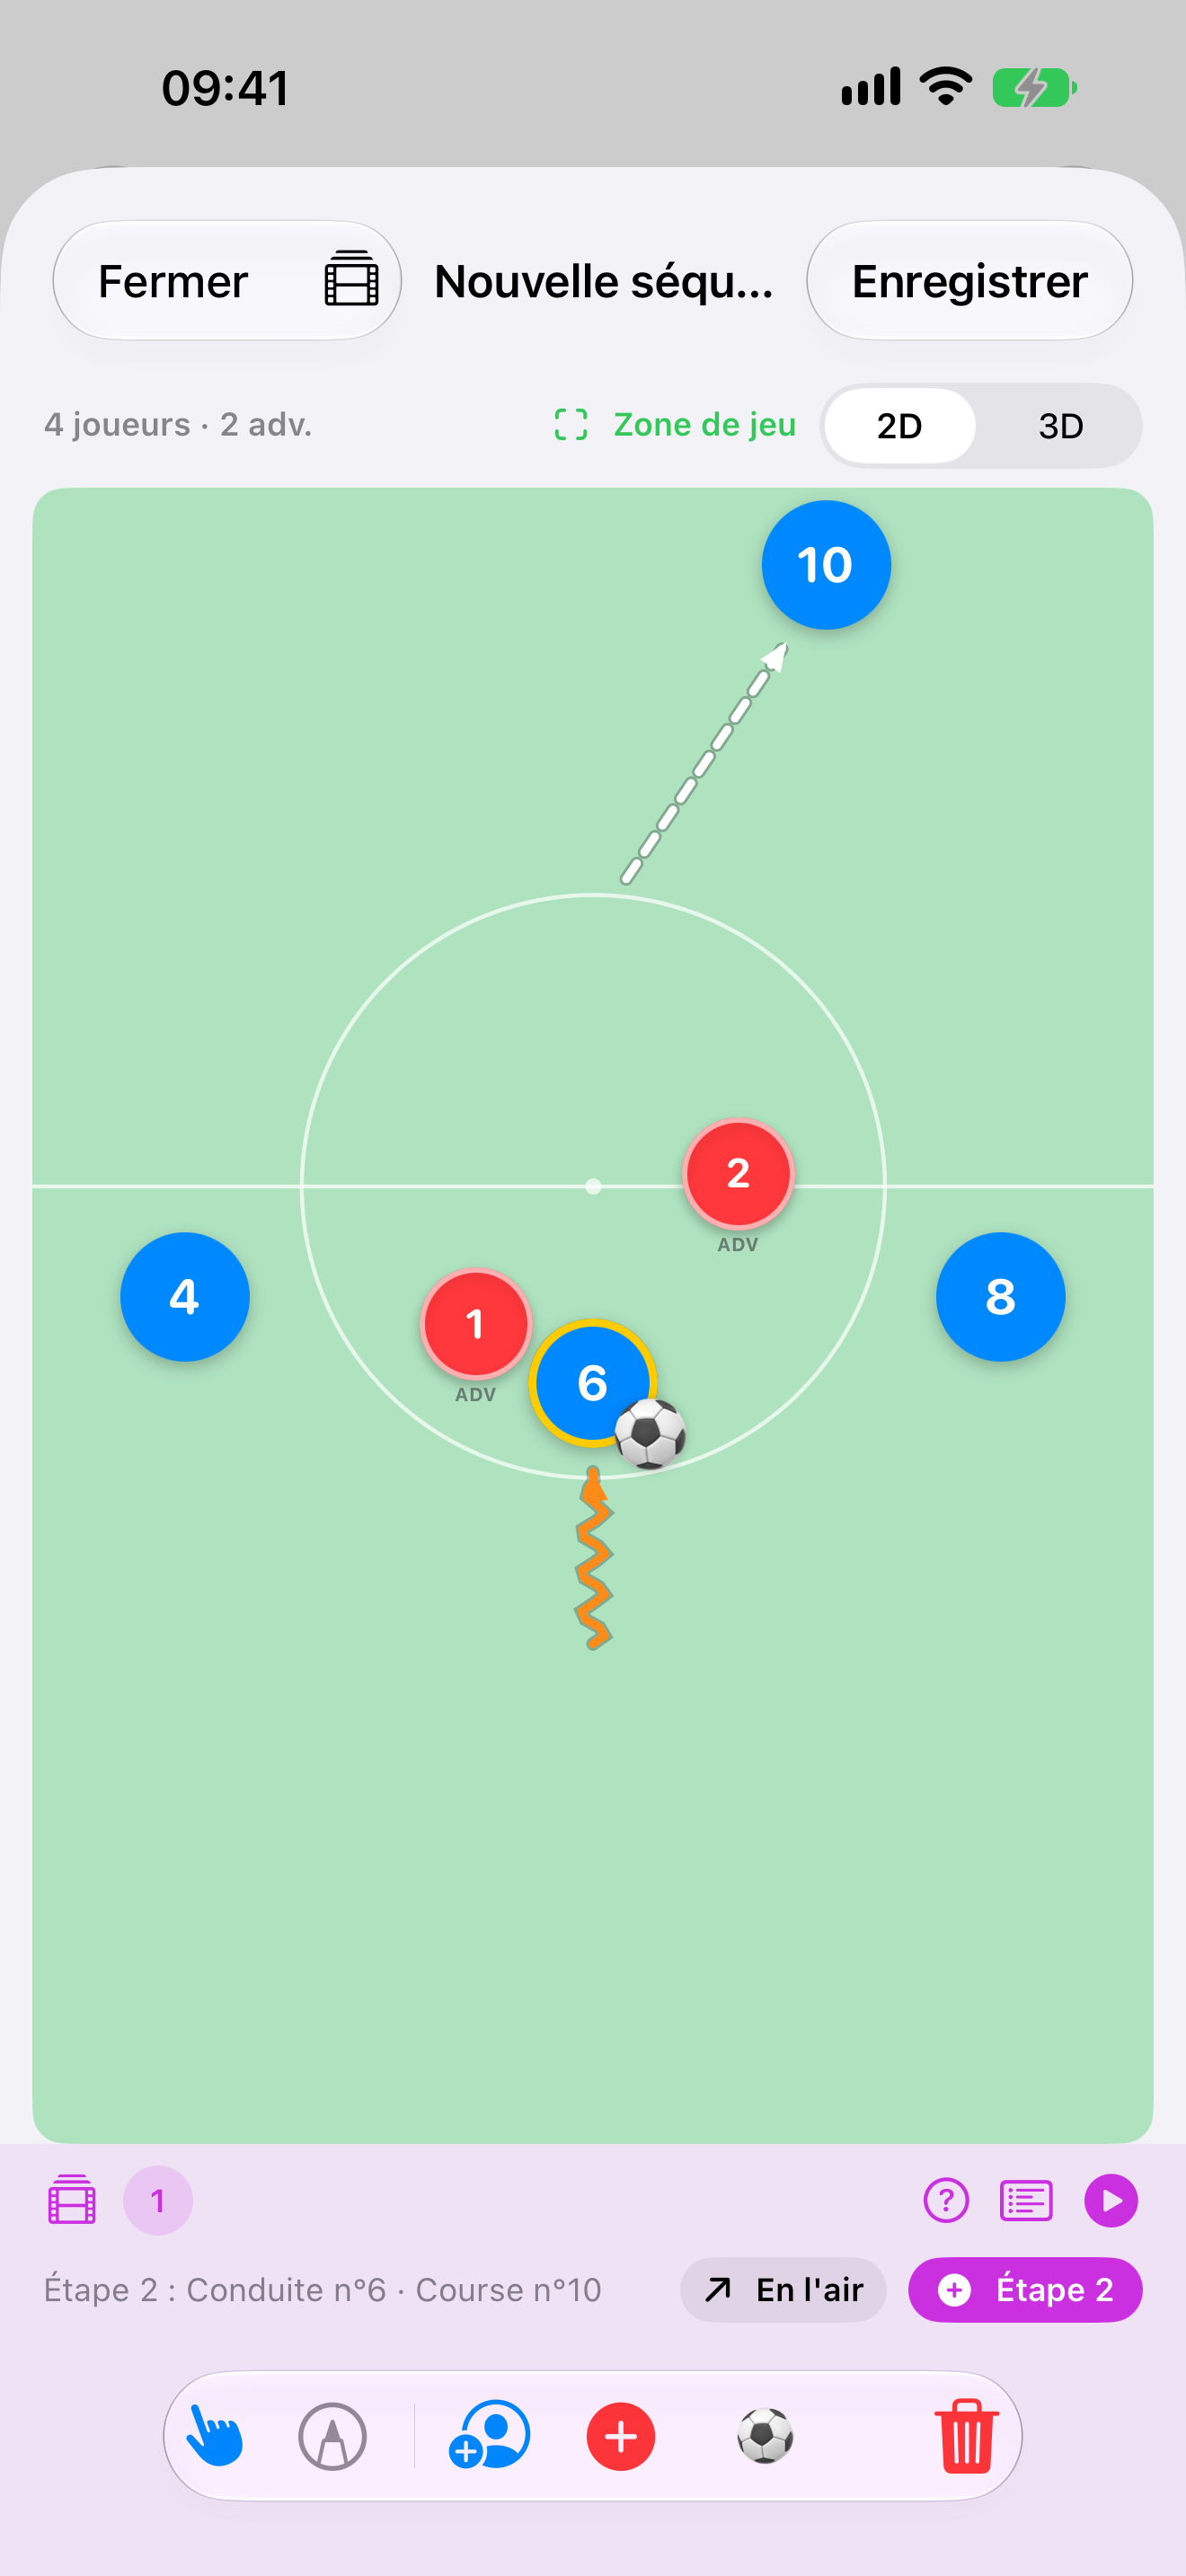 09:41
Fermer
Nouvelle séqu...
Enregistrer
4 joueurs · 2 adv.
Zone de jeu
2D
3D
10
2
ADV
4
8
1
ADV
6
1
?
Étape 2 : Conduite n°6 · Course n°10
En l'air
Étape 2